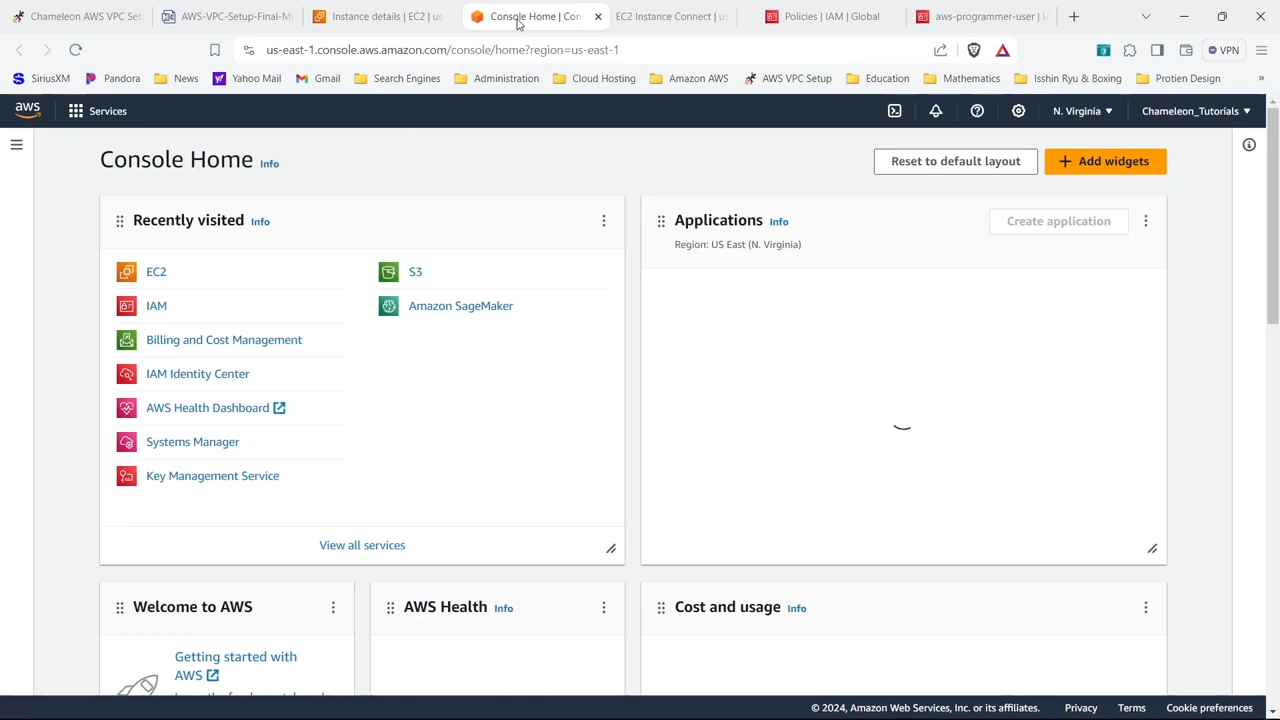 Chameleon AWS VPC Set
AWS-VPC-Setup-Final-Mi
Instance details | EC2 | us
Console Home | Con
EC2 Instance Connect | u
Policies | IAM | Global
aws-programmer-user | I
us-east-1.console.aws.amazon.com/console/home?region=us-east-1
VPN
SiriusXM
Pandora
News
Yahoo Mail
Gmail
Search Engines
Administration
Cloud Hosting
Amazon AWS
AWS VPC Setup
Education
Mathematics
Isshin Ryu & Boxing
Protien Design
»
aws
Services
N. Virginia
Chameleon_Tutorials
Console Home Info
Reset to default layout
Add widgets
Recently visited Info
EC2
IAM
Billing and Cost Management
IAM Identity Center
AWS Health Dashboard
Systems Manager
Key Management Service
S3
Amazon SageMaker
View all services
Applications Info
Region: US East (N. Virginia)
Create application
Welcome to AWS
Getting started with
AWS
AWS Health Info
Cost and usage Info
© 2024, Amazon Web Services, Inc. or its affiliates.
Privacy
Terms
Cookie preferences